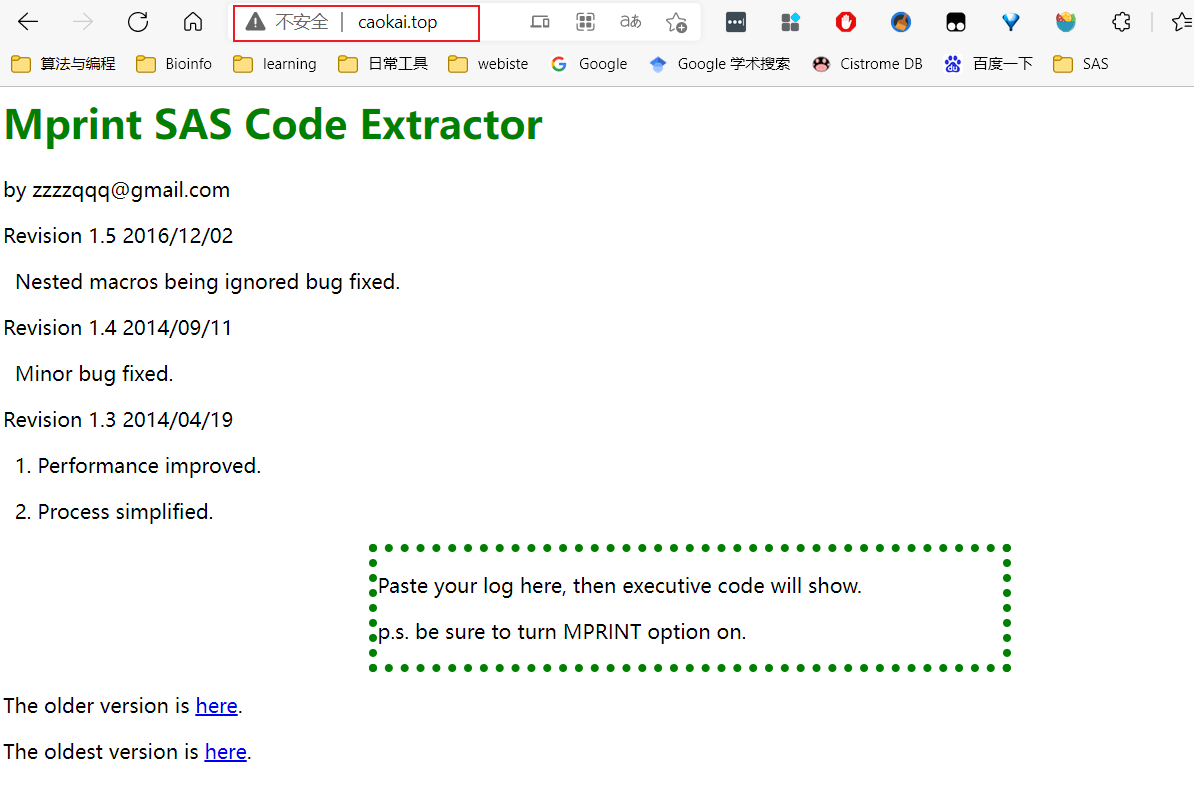 不安全 | caokai.top
算法与编程 Bioinfo learning 日常工具 webiste Google Google 学术搜索 Cistrome DB 百度一下 SAS
Mprint SAS Code Extractor
by zzzzqqq@gmail.com
Revision 1.5 2016/12/02
Nested macros being ignored bug fixed.
Revision 1.4 2014/09/11
Minor bug fixed.
Revision 1.3 2014/04/19
1. Performance improved.
2. Process simplified.
Paste your log here, then executive code will show.
p.s. be sure to turn MPRINT option on.
The older version is here.
The oldest version is here.